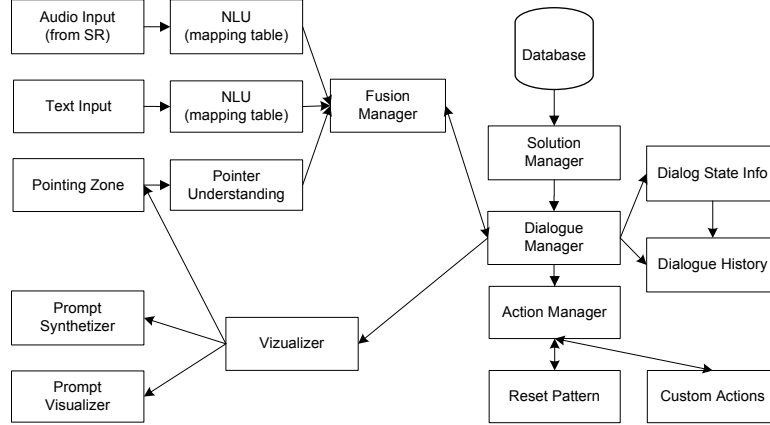 Audio Input
(from SR)
NLU
(mapping table)
Database
Text Input
NLU
(mapping table)
Fusion
Manager
Solution
Manager
Pointing Zone
Pointer
Understanding
Dialog State Info
Dialogue
Manager
Dialogue History
Prompt
Synthetizer
Vizualizer
Action Manager
Prompt
Visualizer
Reset Pattern
Custom Actions